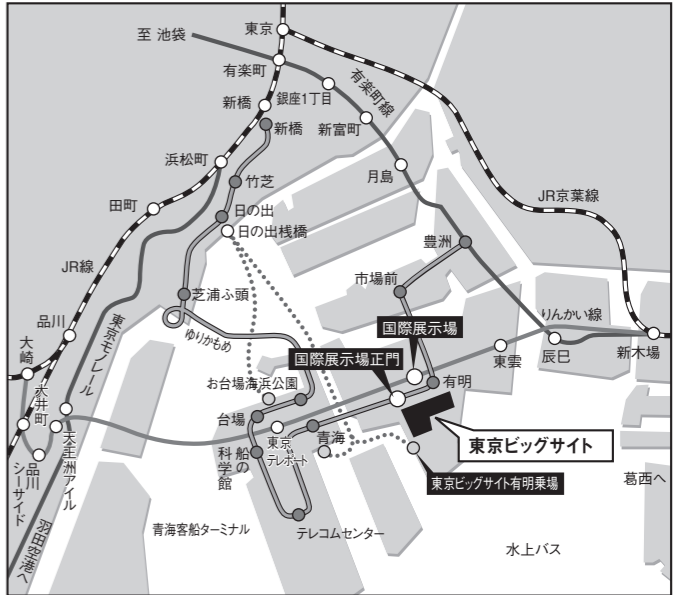 東京
至 池袋
有楽町
新橋
銀座1丁目
有楽町線
新橋
新富町
浜松町
月島
竹芝
JR京葉線
田町
日の出
日の出桟橋
豊洲
JR線
市場前
芝浦ふ頭
りんかい線
品川
東京モノレール
ゆりかもめ
国際展示場
大崎
国際展示場正門
東雲
辰巳
新木場
お台場海浜公園
有明
大井町
台場
天王洲アイル
東京テレポート
青海
東京ビッグサイト
船の科学館
品川シーサイド
東京ビッグサイト有明乗場
葛西へ
羽田空港へ
青海客船ターミナル
テレコムセンター
水上バス